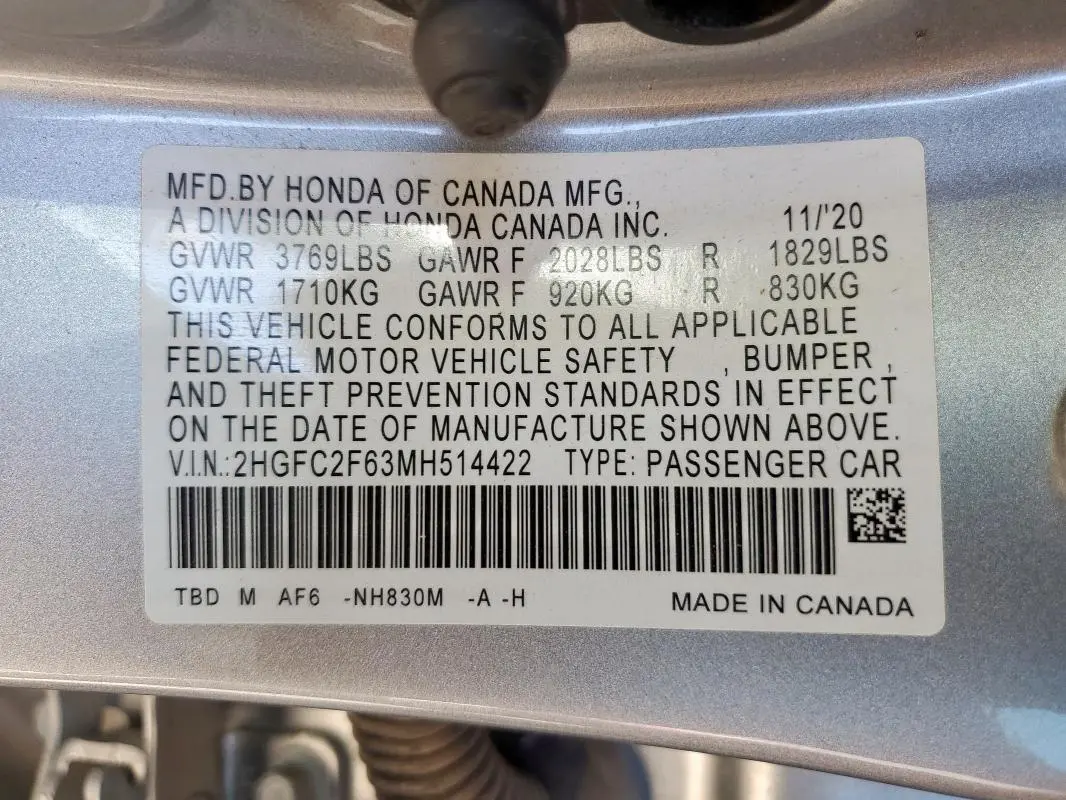 MFD.BY HONDA OF CANADA MFG.,
A DIVISION OF HONDA CANADA INC. 11/'20
GVWR 3769LBS GAWR F 2028LBS R 1829LBS
GVWR 1710KG GAWR F 920KG R 830KG
THIS VEHICLE CONFORMS TO ALL APPLICABLE
FEDERAL MOTOR VEHICLE SAFETY , BUMPER ,
AND THEFT PREVENTION STANDARDS IN EFFECT
ON THE DATE OF MANUFACTURE SHOWN ABOVE.
V.I.N.:2HGFC2F63MH514422 TYPE: PASSENGER CAR
TBD M AF6 -NH830M -A -H MADE IN CANADA